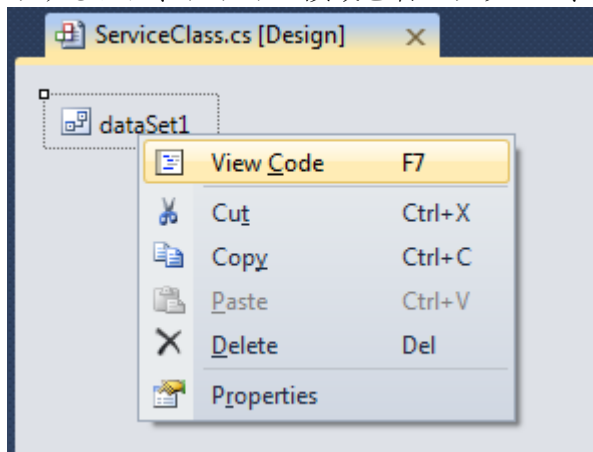 ServiceClass.cs [Design]
dataSet1
View Code F7
Cut Ctrl+X
Copy Ctrl+C
Paste Ctrl+V
Delete Del
Properties